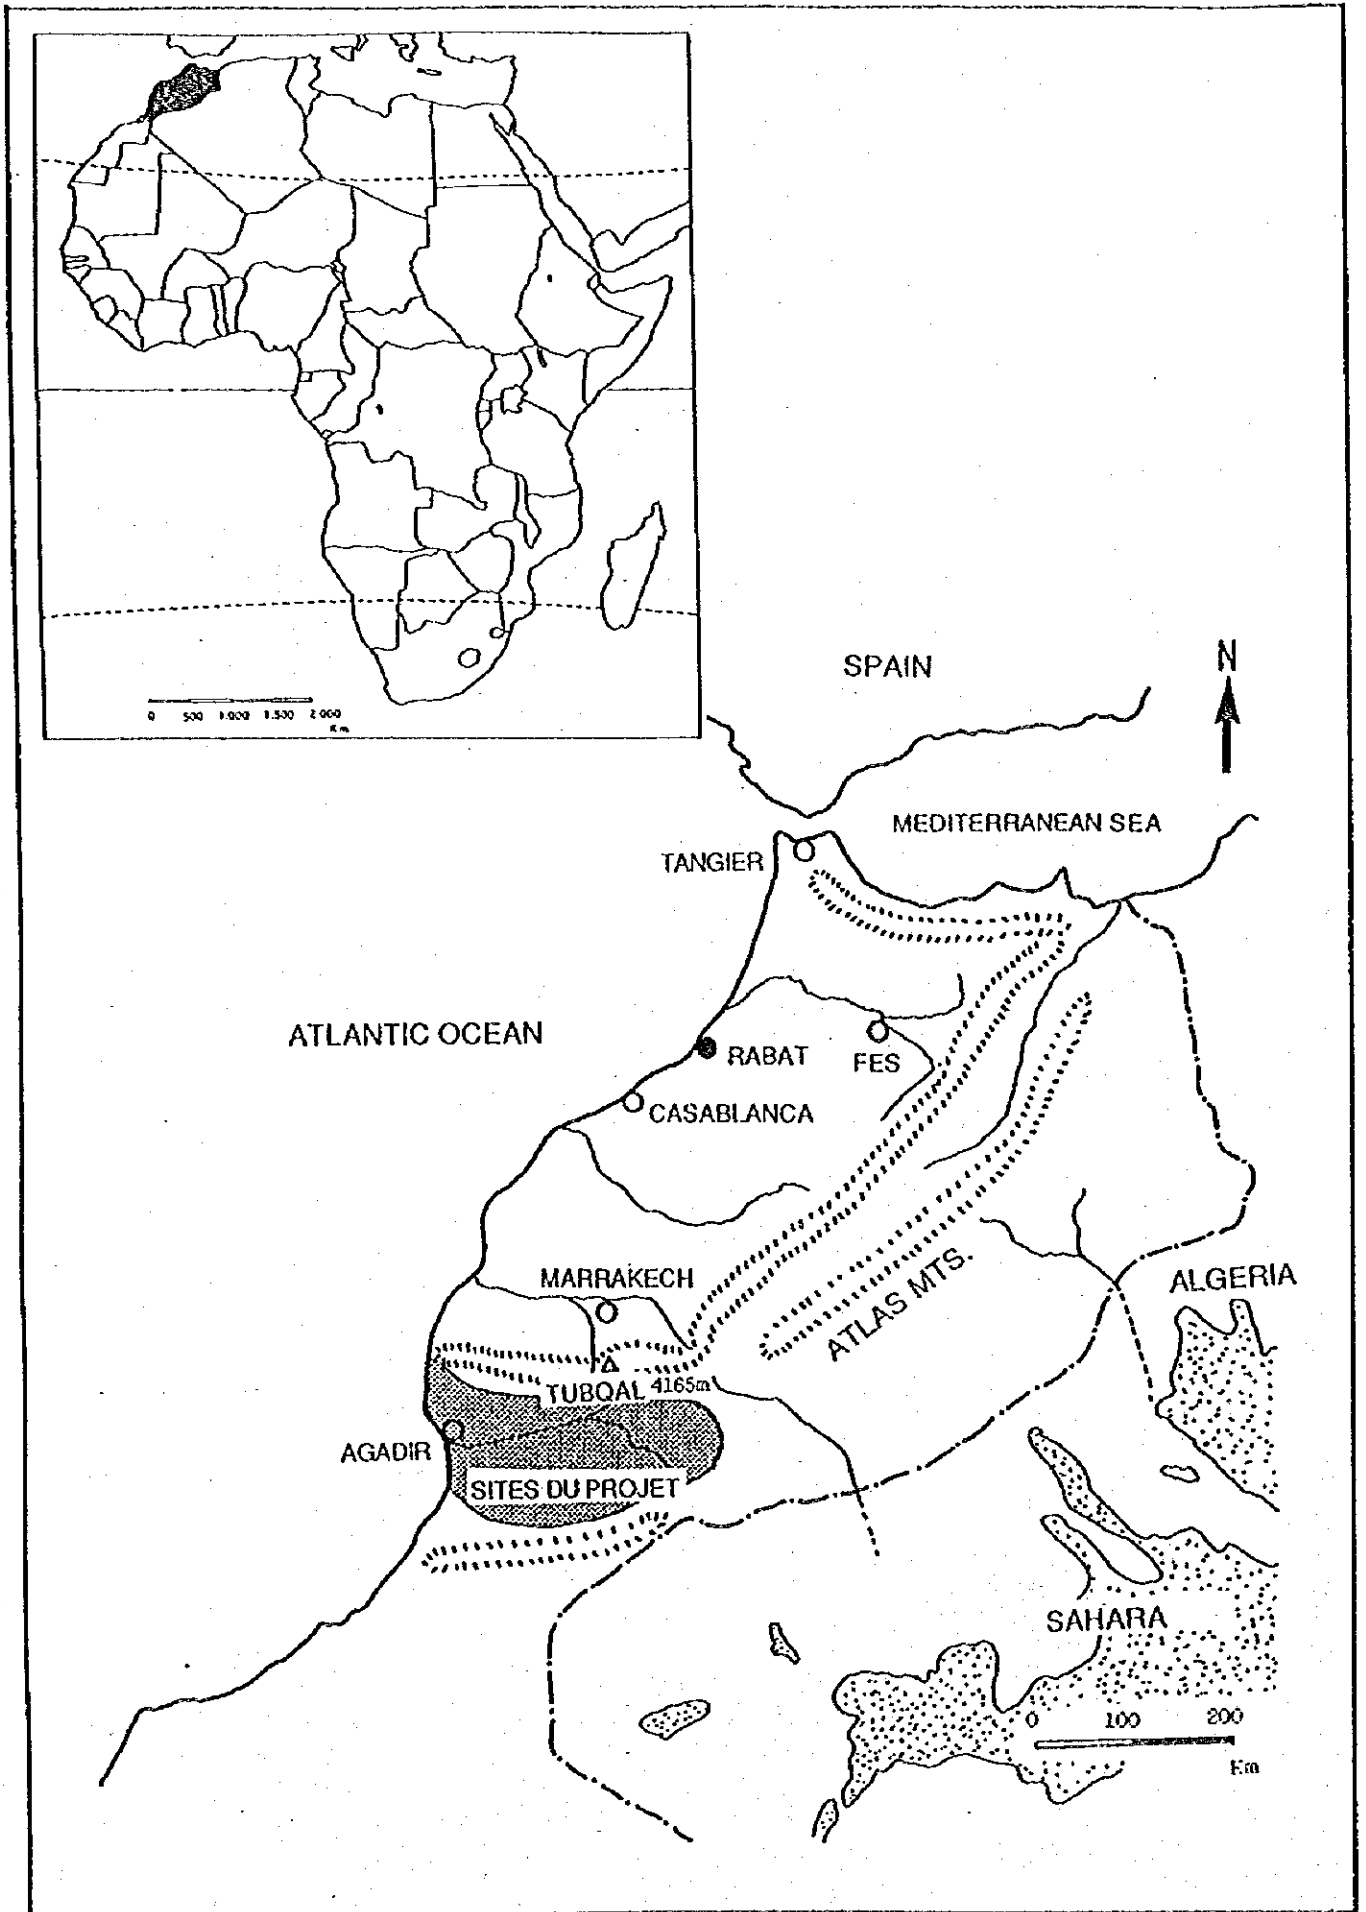 0 500 1.000 1.500 2.000
Km
SPAIN
N
MEDITERRANEAN SEA
TANGIER
ATLANTIC OCEAN
RABAT
FES
CASABLANCA
MARRAKECH
ALGERIA
ATLAS MTS.
TUBQAL 4165m
AGADIR
SITES DU PROJET
SAHARA
0 100 200
Km